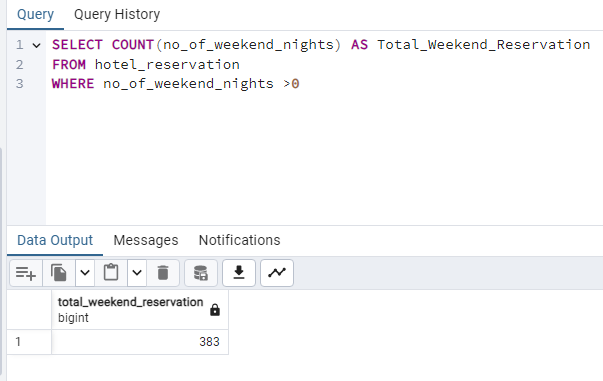 Query Query History
1 SELECT COUNT(no_of_weekend_nights) AS Total_Weekend_Reservation
2 FROM hotel_reservation
3 WHERE no_of_weekend_nights >0
Data Output Messages Notifications
total_weekend_reservation
bigint
1 383